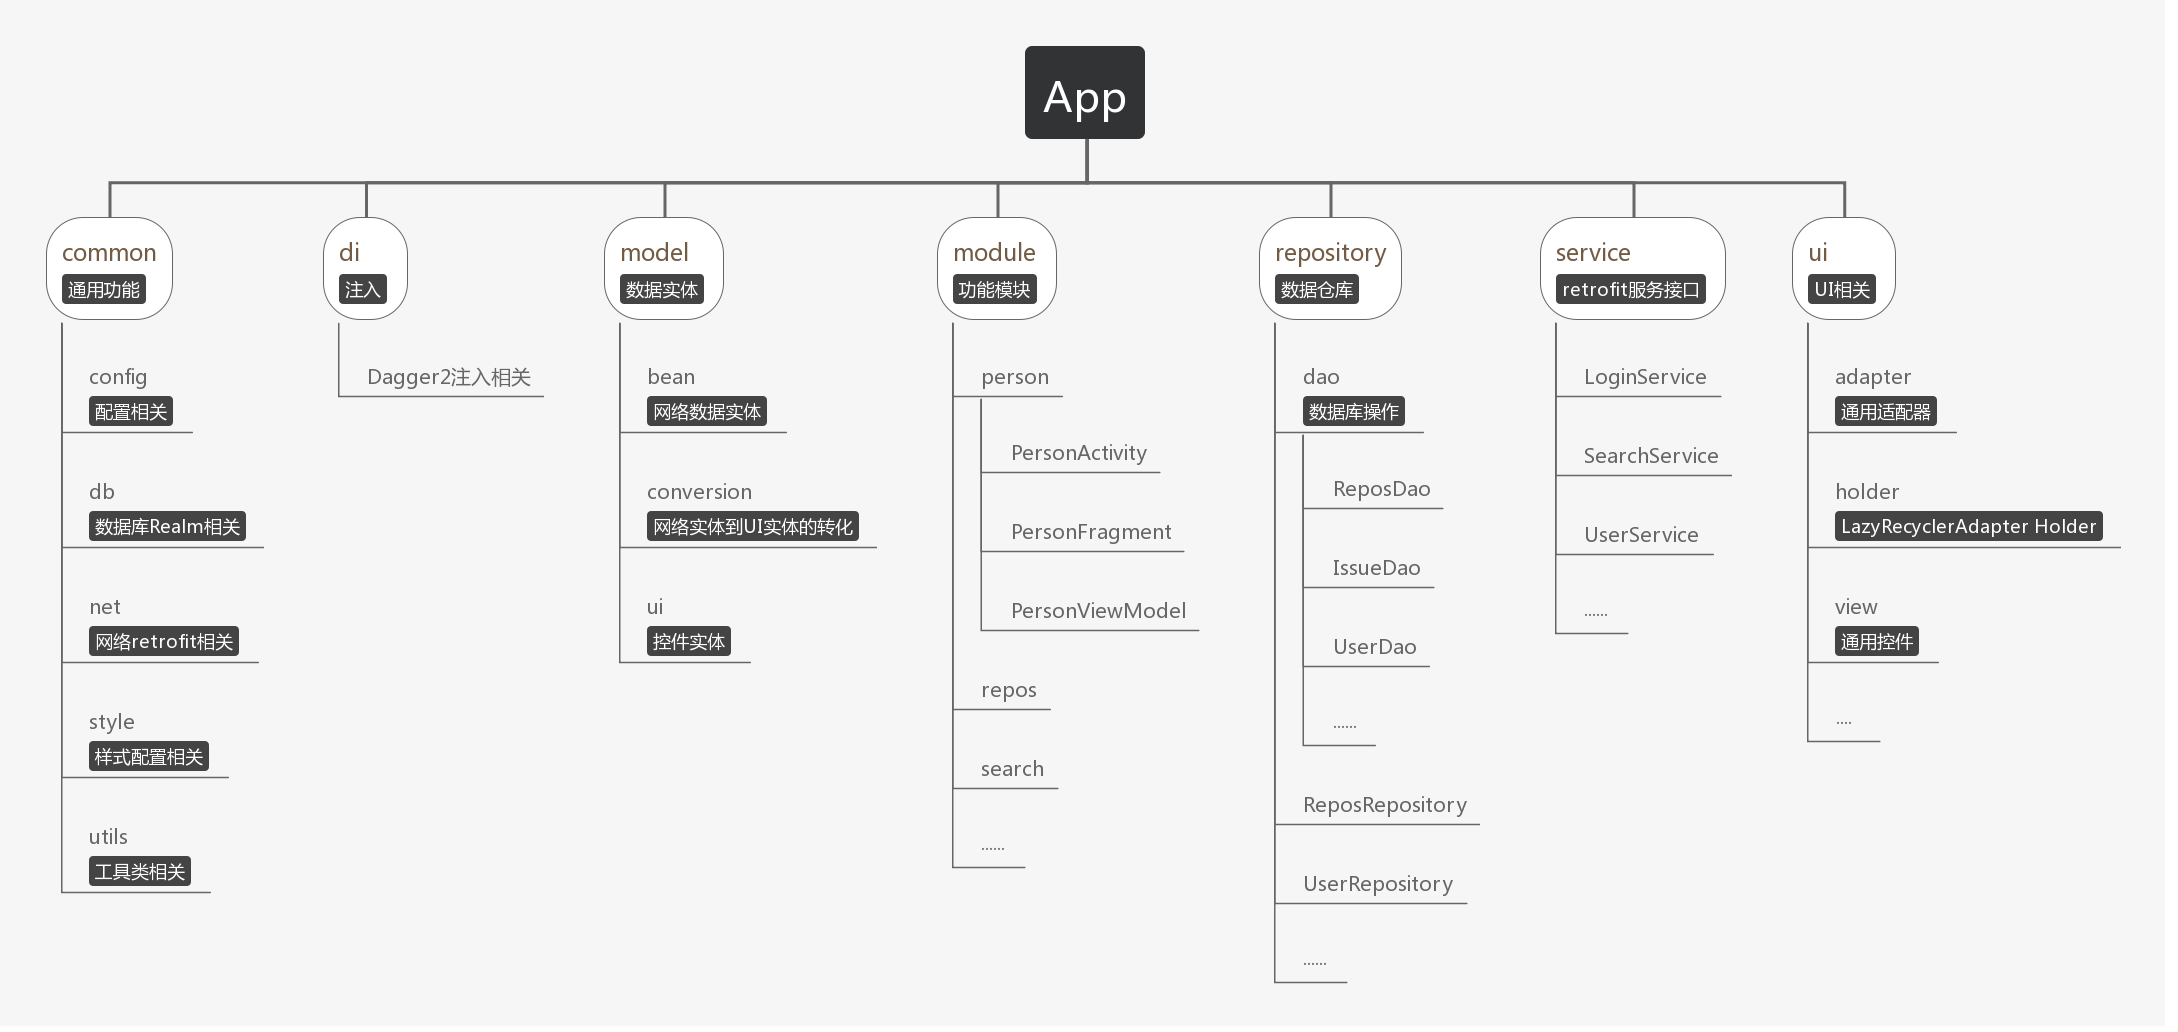 App
common
通用功能
config
配置相关
db
数据库Realm相关
net
网络retrofit相关
style
样式配置相关
utils
工具类相关
di
注入
Dagger2注入相关
model
数据实体
bean
网络数据实体
conversion
网络实体到UI实体的转化
ui
控件实体
module
功能模块
person
PersonActivity
PersonFragment
PersonViewModel
repos
search
......
repository
数据仓库
dao
数据库操作
ReposDao
IssueDao
UserDao
......
ReposRepository
UserRepository
......
service
retrofit服务接口
LoginService
SearchService
UserService
......
ui
UI相关
adapter
通用适配器
holder
LazyRecyclerAdapter Holder
view
通用控件
....